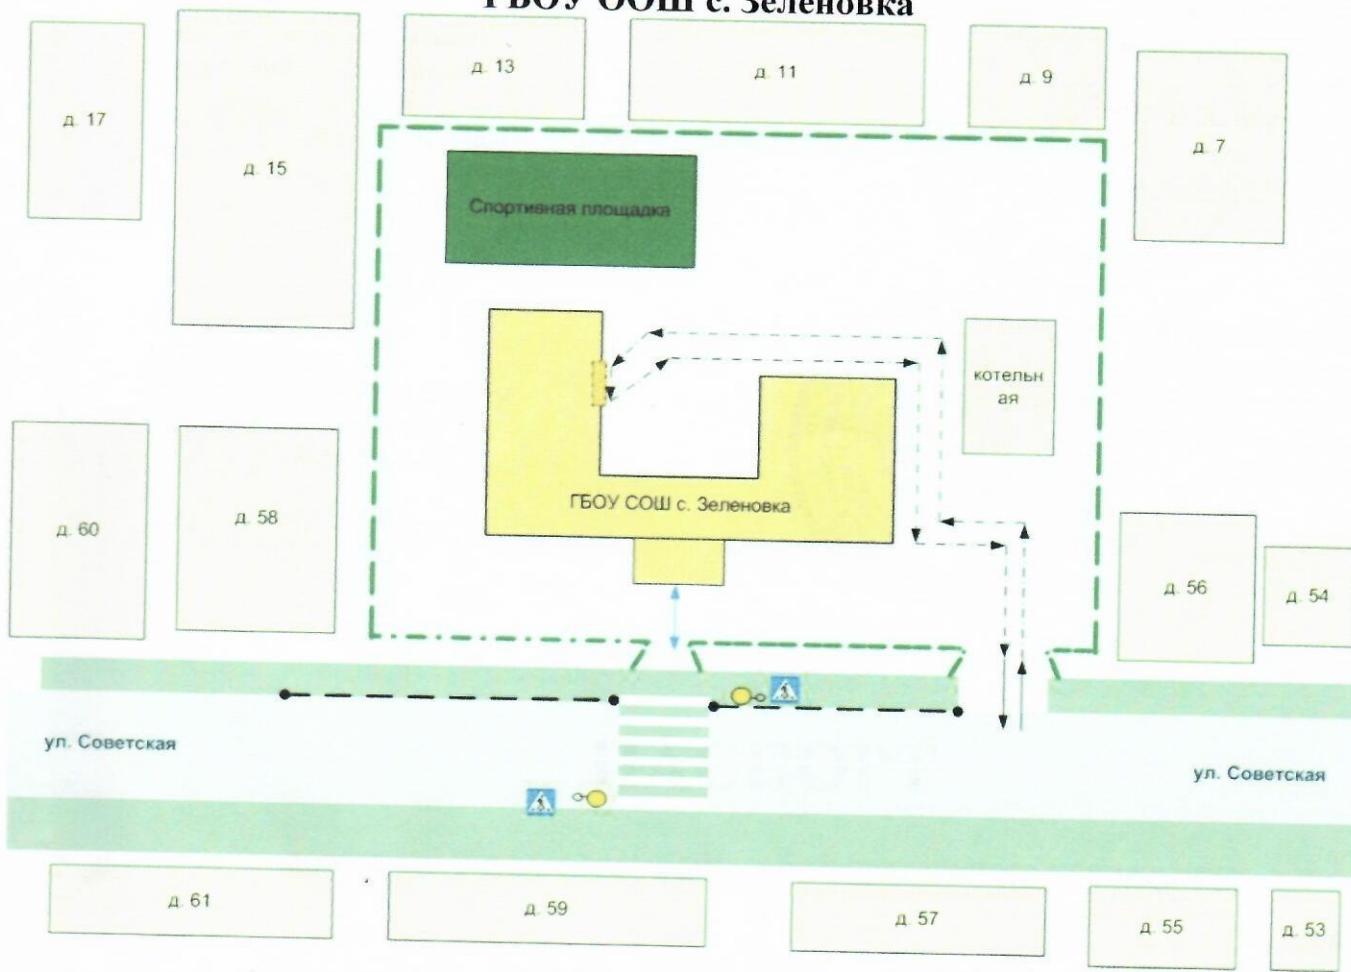 ГБОУ ООШ с. Зеленовка
д. 17
д. 15
д. 13
д. 11
д. 9
д. 7
Спортивная площадка
котельн
ая
ГБОУ СОШ с. Зеленовка
д. 60
д. 58
д. 56
д. 54
ул. Советская
ул. Советская
д. 61
д. 59
д. 57
д. 55
д. 53